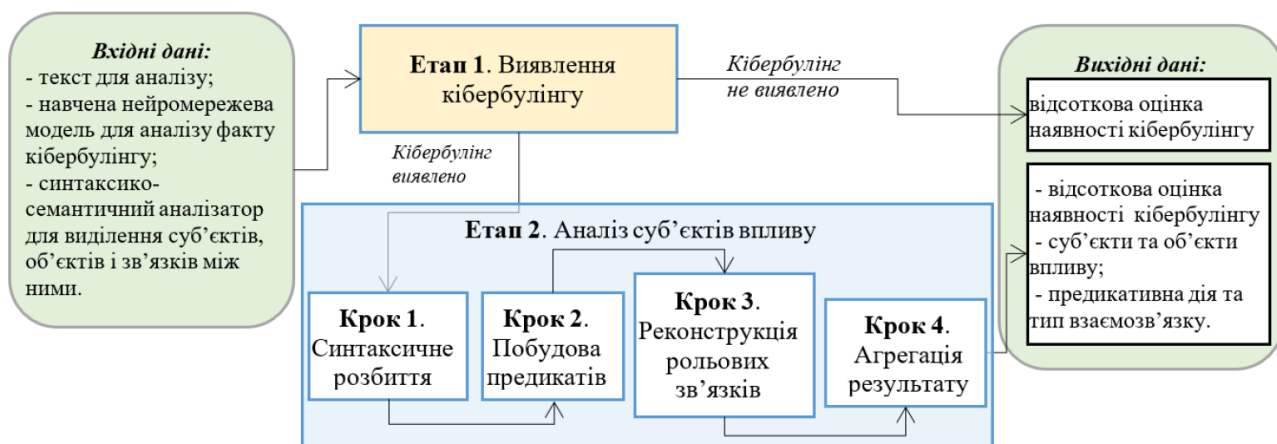 Вхідні дані:
- текст для аналізу;
- навчена нейромережева
модель для аналізу факту
кібербулінгу;
- синтаксико-
семантичний аналізатор
для виділення суб’єктів,
об’єктів і зв’язків між
ними.
Етап 1. Виявлення
кібербулінгу
Кібербулінг
не виявлено
Кібербулінг
виявлено
Етап 2. Аналіз суб’єктів впливу
Крок 1.
Синтаксичне
розбиття
Крок 2.
Побудова
предикатів
Крок 3.
Реконструкція
рольових
зв’язків
Крок 4.
Агрегація
результату
Вихідні дані:
відсоткова оцінка
наявності кібербулінгу
- відсоткова оцінка
наявності кібербулінгу
- суб’єкти та об’єкти
впливу;
- предикативна дія та
тип взаємозв’язку.